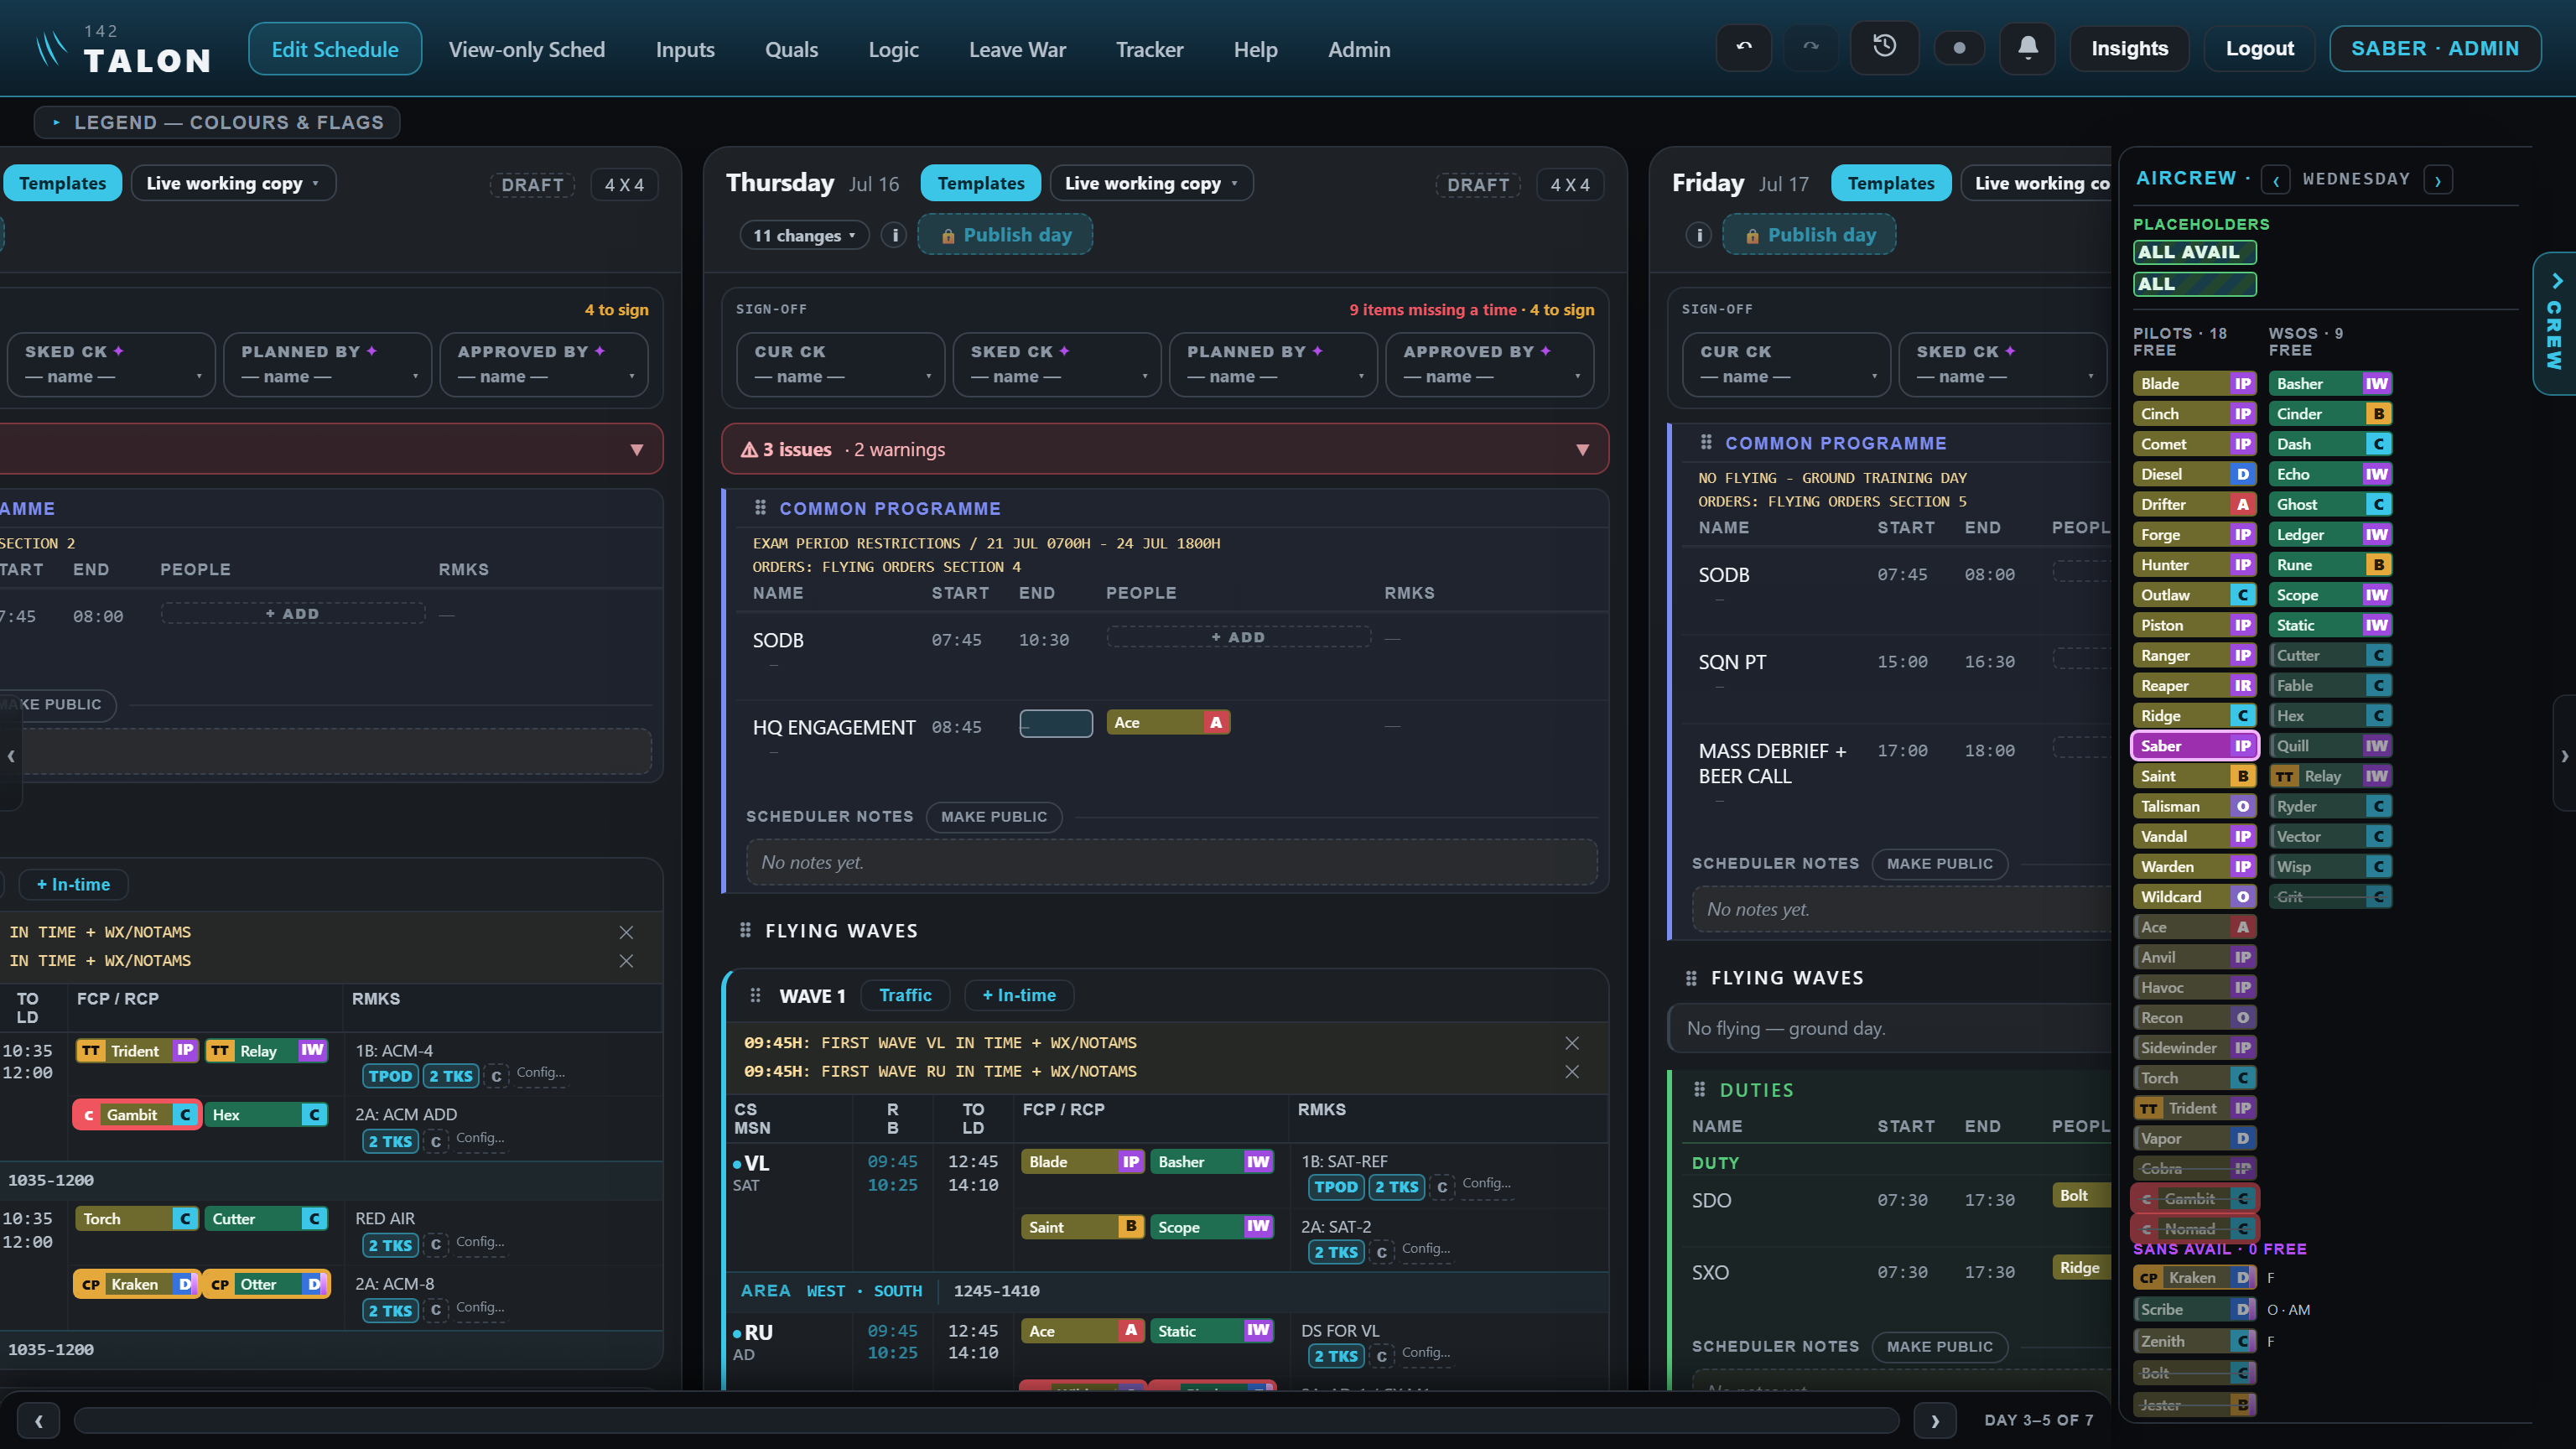 142
TALON
Edit Schedule
View-only Sched
Inputs
Quals
Logic
Leave War
Tracker
Help
Admin
Insights
Logout
SABER · ADMIN
LEGEND — COLOURS & FLAGS
Templates
Live working copy
DRAFT
4 X 4
4 to sign
SKED CK
— name —
PLANNED BY
— name —
APPROVED BY
— name —
AMME
SECTION 2
TART END PEOPLE RMKS
7:45 08:00 + ADD —
MAKE PUBLIC
+ In-time
IN TIME + WX/NOTAMS
IN TIME + WX/NOTAMS
TO
LD
FCP / RCP
RMKS
10:35
12:00
TT Trident IP
TT Relay IW
1B: ACM-4
TPOD 2 TKS C Config...
C Gambit C
Hex C
2A: ACM ADD
2 TKS C Config...
1035-1200
10:35
12:00
Torch C
Cutter C
RED AIR
2 TKS C Config...
CP Kraken D
CP Otter D
2A: ACM-8
2 TKS C Config...
1035-1200
Thursday Jul 16
Templates
Live working copy
DRAFT
4 X 4
11 changes
i
Publish day
SIGN-OFF
9 items missing a time · 4 to sign
CUR CK
— name —
SKED CK
— name —
PLANNED BY
— name —
APPROVED BY
— name —
3 issues · 2 warnings
COMMON PROGRAMME
EXAM PERIOD RESTRICTIONS / 21 JUL 0700H - 24 JUL 1800H
ORDERS: FLYING ORDERS SECTION 4
NAME START END PEOPLE RMKS
SODB 07:45 10:30 + ADD —
—
HQ ENGAGEMENT 08:45 — Ace A —
—
SCHEDULER NOTES MAKE PUBLIC
No notes yet.
FLYING WAVES
WAVE 1 Traffic + In-time
09:45H: FIRST WAVE VL IN TIME + WX/NOTAMS
09:45H: FIRST WAVE RU IN TIME + WX/NOTAMS
CS
MSN
R
B
TO
LD
FCP / RCP
RMKS
VL
SAT
09:45
10:25
12:45
14:10
Blade IP
Basher IW
1B: SAT-REF
TPOD 2 TKS C Config...
Saint B
Scope IW
2A: SAT-2
2 TKS C Config...
AREA WEST · SOUTH 1245-1410
RU
AD
09:45
10:25
12:45
14:10
Ace A
Static IW
DS FOR VL
2 TKS C Config...
Friday Jul 17
Templates
Live working co
i
Publish day
SIGN-OFF
CUR CK
— name —
SKED CK
— name —
COMMON PROGRAMME
NO FLYING - GROUND TRAINING DAY
ORDERS: FLYING ORDERS SECTION 5
NAME START END PEOPL
SODB 07:45 08:00
—
SQN PT 15:00 16:30
—
MASS DEBRIEF +
BEER CALL
17:00 18:00
—
SCHEDULER NOTES MAKE PUBLIC
No notes yet.
FLYING WAVES
No flying — ground day.
DUTIES
NAME START END PEOPL
DUTY
SDO 07:30 17:30 Bolt
SXO 07:30 17:30 Ridge
SCHEDULER NOTES MAKE PUBLIC
AIRCREW · WEDNESDAY
PLACEHOLDERS
ALL AVAIL
ALL
PILOTS · 18
FREE
WSOS · 9
FREE
Blade IP
Cinch IP
Comet IP
Diesel D
Drifter A
Forge IP
Hunter IP
Outlaw C
Piston IP
Ranger IP
Reaper IR
Ridge C
Saber IP
Saint B
Talisman O
Vandal IP
Warden IP
Wildcard O
Ace A
Anvil IP
Havoc IP
Recon O
Sidewinder IP
Torch C
TT Trident IP
Vapor D
Cobra IP
C Gambit C
C Nomad C
Basher IW
Cinder B
Dash C
Echo IW
Ghost C
Ledger IW
Rune B
Scope IW
Static IW
Cutter C
Fable C
Hex C
Quill IW
TT Relay IW
Ryder C
Vector C
Wisp C
Grit C
SANS AVAIL · 0 FREE
CP Kraken D F
Scribe D O · AM
Zenith C F
Bolt C
Jester B
CREW
DAY 3–5 OF 7